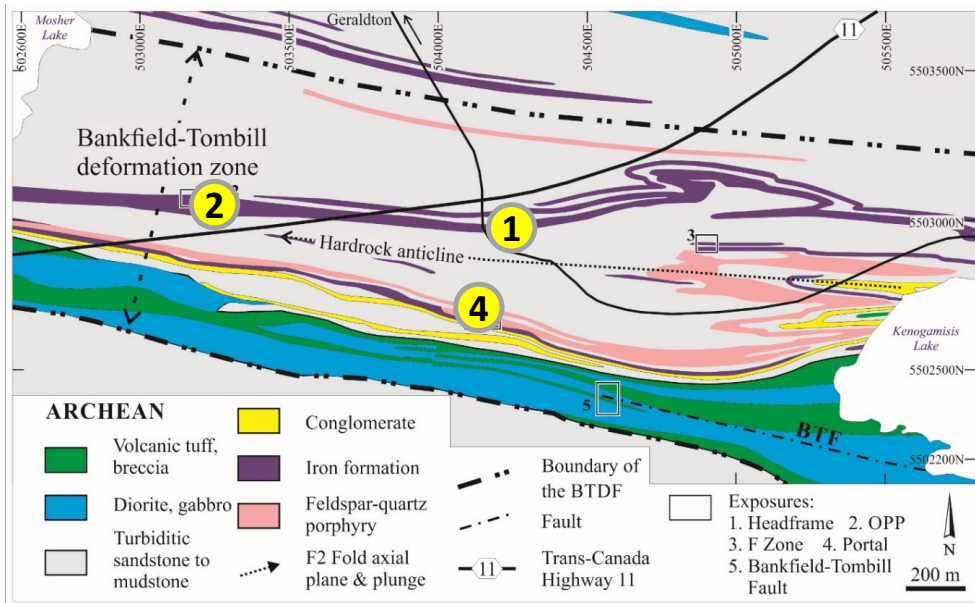 Mosher
Lake
Geraldton
11
502600E
503000E
503500E
504000E
504500E
505000E
505500E
5503500N
Bankfield-Tombill
deformation zone
2
1
5503000N
3
Hardrock anticline
4
Kenogamisis
Lake
5502500N
5
BTF
5502200N
ARCHEAN
Volcanic tuff,
breccia
Diorite, gabbro
Turbiditic
sandstone to
mudstone
Conglomerate
Iron formation
Feldspar-quartz
porphyry
F2 Fold axial
plane & plunge
Boundary of
the BTDF
Fault
11
Trans-Canada
Highway 11
Exposures:
1. Headframe 2. OPP
3. F Zone 4. Portal
5. Bankfield-Tombill
Fault
N
200 m